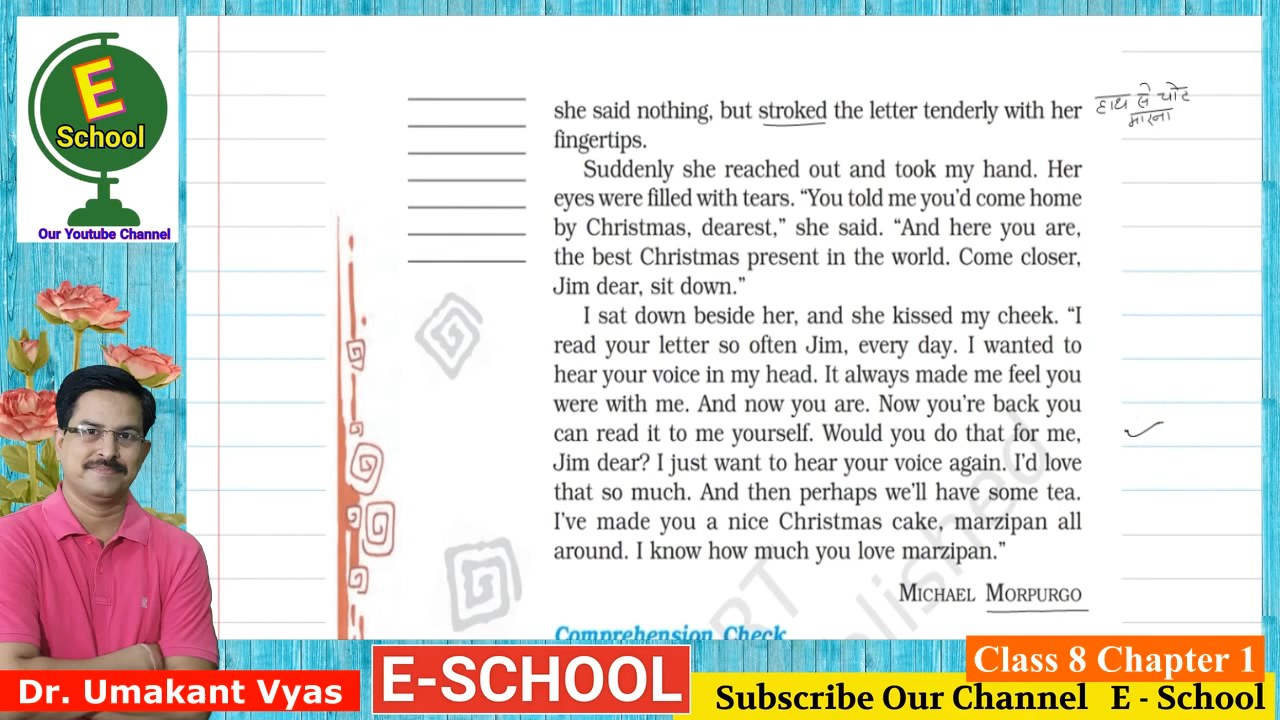 E
School
Our Youtube Channel
she said nothing, but stroked the letter tenderly with her
fingertips.
Suddenly she reached out and took my hand. Her
eyes were filled with tears. “You told me you’d come home
by Christmas, dearest,” she said. “And here you are,
the best Christmas present in the world. Come closer,
Jim dear, sit down.”
I sat down beside her, and she kissed my cheek. “I
read your letter so often Jim, every day. I wanted to
hear your voice in my head. It always made me feel you
were with me. And now you are. Now you’re back you
can read it to me yourself. Would you do that for me,
Jim dear? I just want to hear your voice again. I’d love
that so much. And then perhaps we’ll have some tea.
I’ve made you a nice Christmas cake, marzipan all
around. I know how much you love marzipan.”
MICHAEL MORPURGO
Comprehension Check
हाथ से चोट
मारना
Class 8 Chapter 1
Dr. Umakant Vyas
E-SCHOOL
Subscribe Our Channel E - School